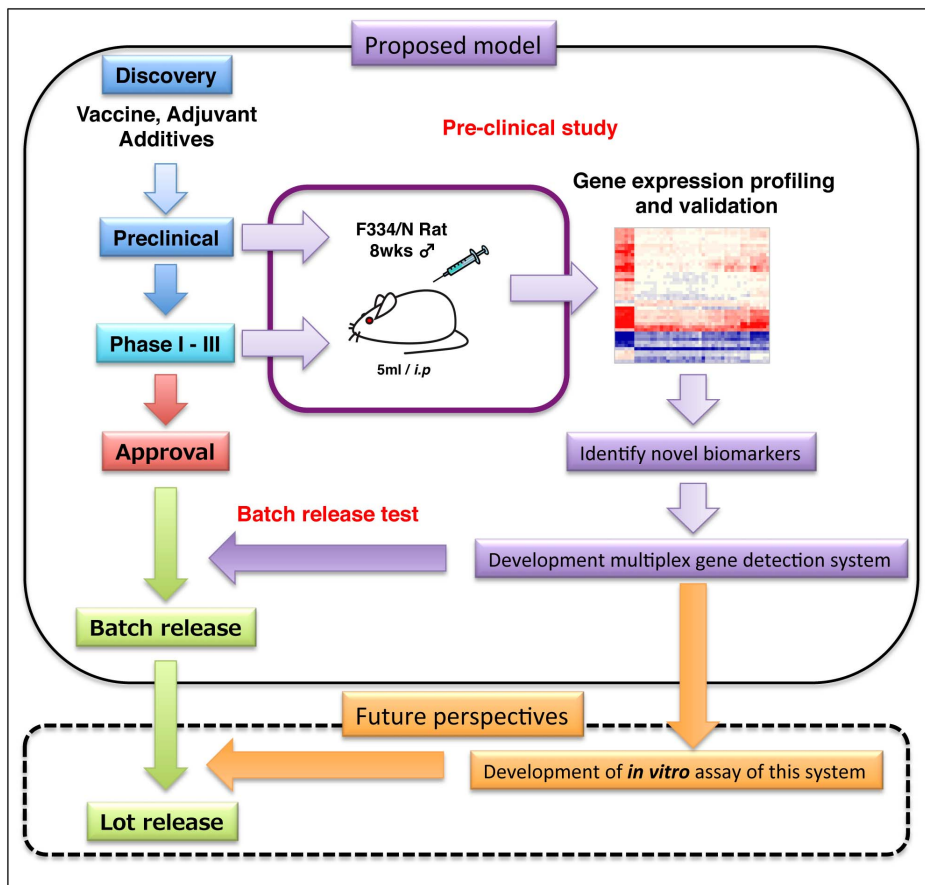 Proposed model
Discovery
Vaccine, Adjuvant
Additives
Pre-clinical study
Preclinical
F334/N Rat
8wks ♂
5ml / i.p
Gene expression profiling
and validation
Phase I - III
Approval
Identify novel biomarkers
Batch release test
Development multiplex gene detection system
Batch release
Future perspectives
Development of in vitro assay of this system
Lot release